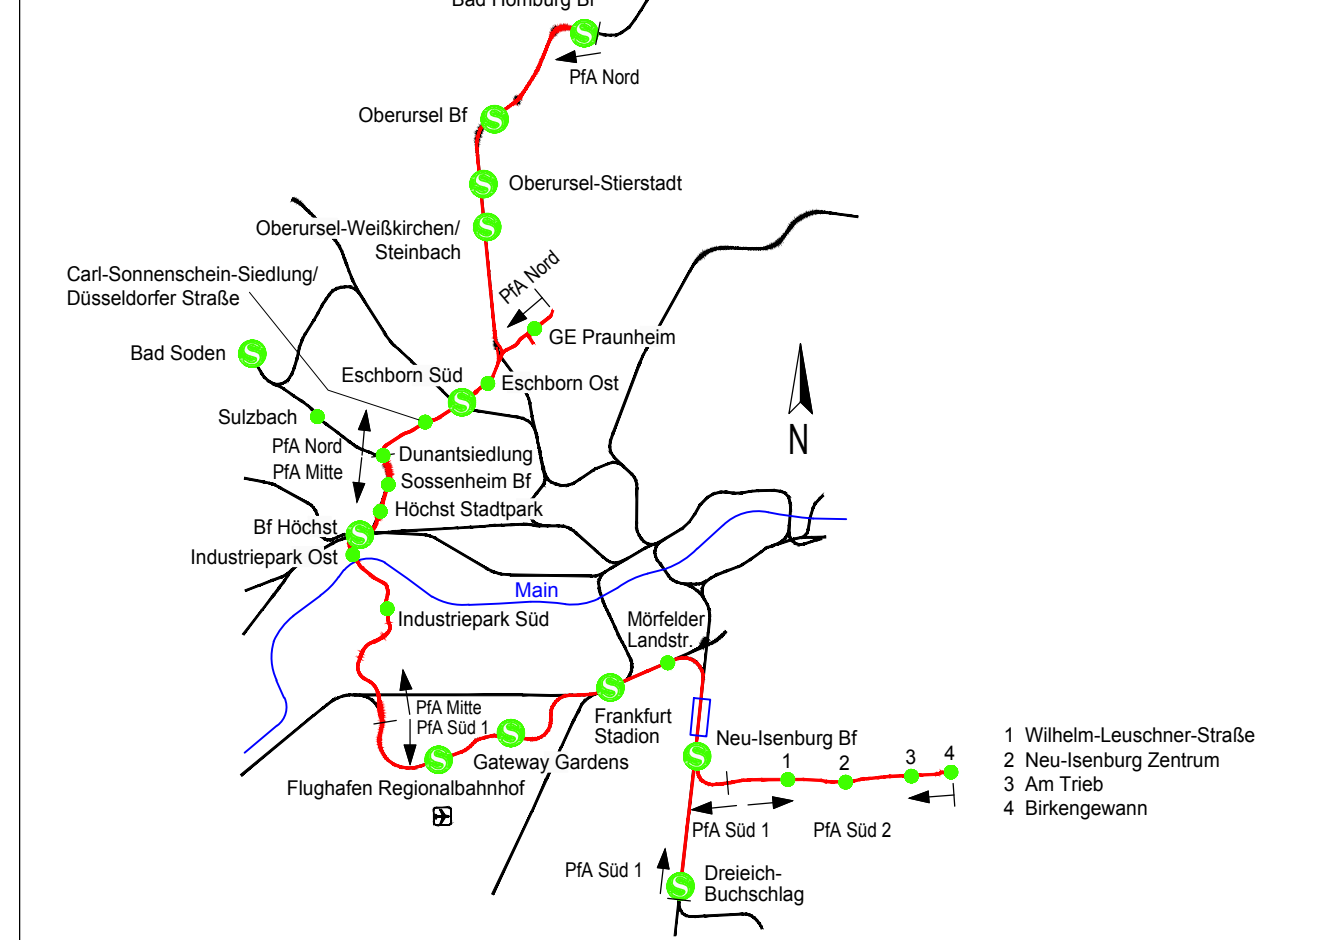 Bad Homburg Bf
PfA Nord
Oberursel Bf
Oberursel-Stierstadt
Oberursel-Weißkirchen/
Steinbach
Carl-Sonnenschein-Siedlung/
Düsseldorfer Straße
PfA Nord
GE Praunheim
Bad Soden
Eschborn Süd
Eschborn Ost
Sulzbach
PfA Nord
PfA Mitte
Dunantsiedlung
Sossenheim Bf
Höchst Stadtpark
Bf Höchst
Industriepark Ost
N
Main
Industriepark Süd
Mörfelder
Landstr.
PfA Mitte
PfA Süd 1
Frankfurt
Stadion
Gateway Gardens
Flughafen Regionalbahnhof
Neu-Isenburg Bf
1 2 3 4
PfA Süd 1
PfA Süd 2
PfA Süd 1
Dreieich-
Buchschlag
1 Wilhelm-Leuschner-Straße
2 Neu-Isenburg Zentrum
3 Am Trieb
4 Birkengewann